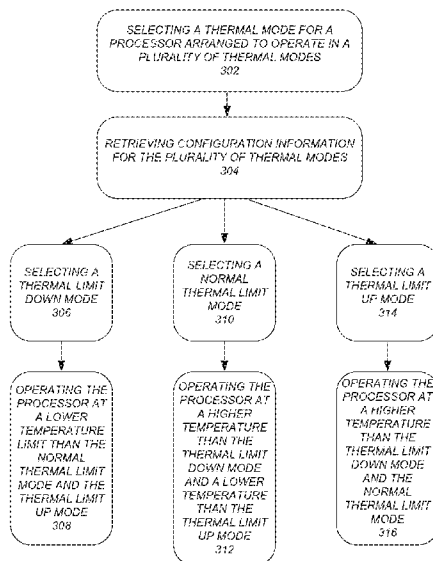 SELECTING A THERMAL MODE FOR A
PROCESSOR ARRANGED TO OPERATE IN A
PLURALITY OF THERMAL MODES
302
RETRIEVING CONFIGURATION INFORMATION
FOR THE PLURALITY OF THERMAL MODES
304
SELECTING A
THERMAL LIMIT
DOWN MODE
306
SELECTING A
NORMAL
THERMAL LIMIT
MODE
310
SELECTING A
THERMAL LIMIT
UP MODE
314
OPERATING THE
PROCESSOR AT
A LOWER
TEMPERATURE
LIMIT THAN THE
NORMAL
THERMAL LIMIT
MODE AND THE
THERMAL LIMIT
UP MODE
308
OPERATING THE
PROCESSOR AT
A HIGHER
TEMPERATURE
THAN THE
THERMAL LIMIT
DOWN MODE
AND A LOWER
TEMPERATURE
THAN THE
THERMAL LIMIT
UP MODE
312
OPERATING THE
PROCESSOR AT
A HIGHER
TEMPERATURE
THAN THE
THERMAL LIMIT
DOWN MODE
AND THE
NORMAL
THERMAL LIMIT
MODE
316